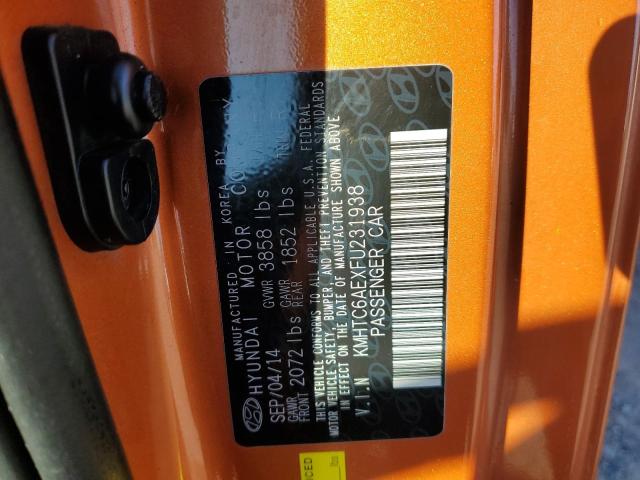 MANUFACTURED IN KOREA BY
HYUNDAI MOTOR COMPANY
SEP/04/14 GVWR 3858 lbs
GAWR FRONT 2072 lbs GAWR REAR 1852 lbs
THIS VEHICLE CONFORMS TO ALL APPLICABLE U.S.A. FEDERAL
MOTOR VEHICLE SAFETY, BUMPER, AND THEFT PREVENTION STANDARDS
IN EFFECT ON THE DATE OF MANUFACTURE SHOWN ABOVE
V.I.N KMHTC6AEXFU231938
PASSENGER CAR
lbs